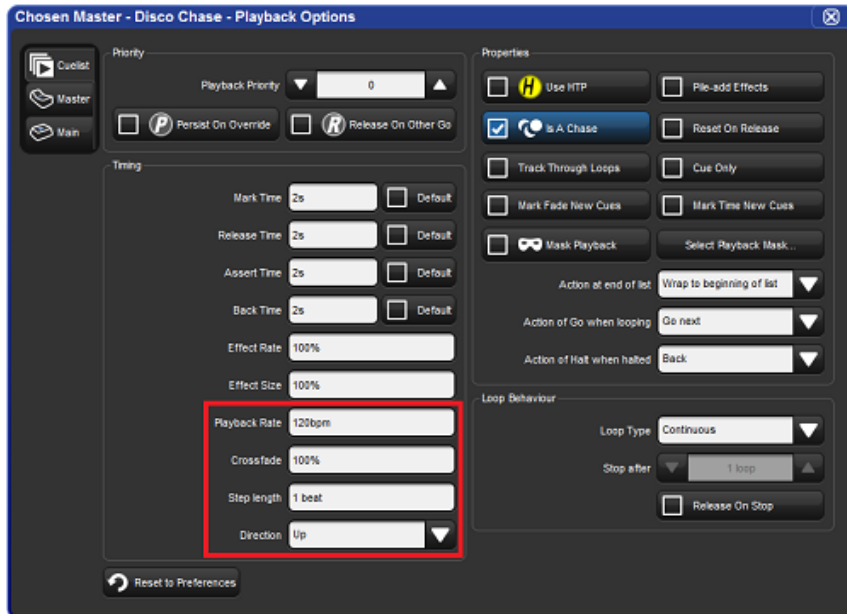 Chosen Master - Disco Chase - Playback Options
Cuelist
Master
Main
Priority
Playback Priority 0
P Persist On Override R Release On Other Go
Timing
Mark Time 2s Default
Release Time 2s Default
Assert Time 2s Default
Back Time 2s Default
Effect Rate 100%
Effect Size 100%
Playback Rate 120bpm
Crossfade 100%
Step length 1 beat
Direction Up
Reset to Preferences
Properties
H Use HTP Pile-add Effects
Is A Chase Reset On Release
Track Through Loops Cue Only
Mark Fade New Cues Mark Time New Cues
Mask Playback Select Playback Mask...
Action at end of list Wrap to beginning of list
Action of Go when looping Go next
Action of Halt when halted Back
Loop Behaviour
Loop Type Continuous
Stop after 1 loop
Release On Stop